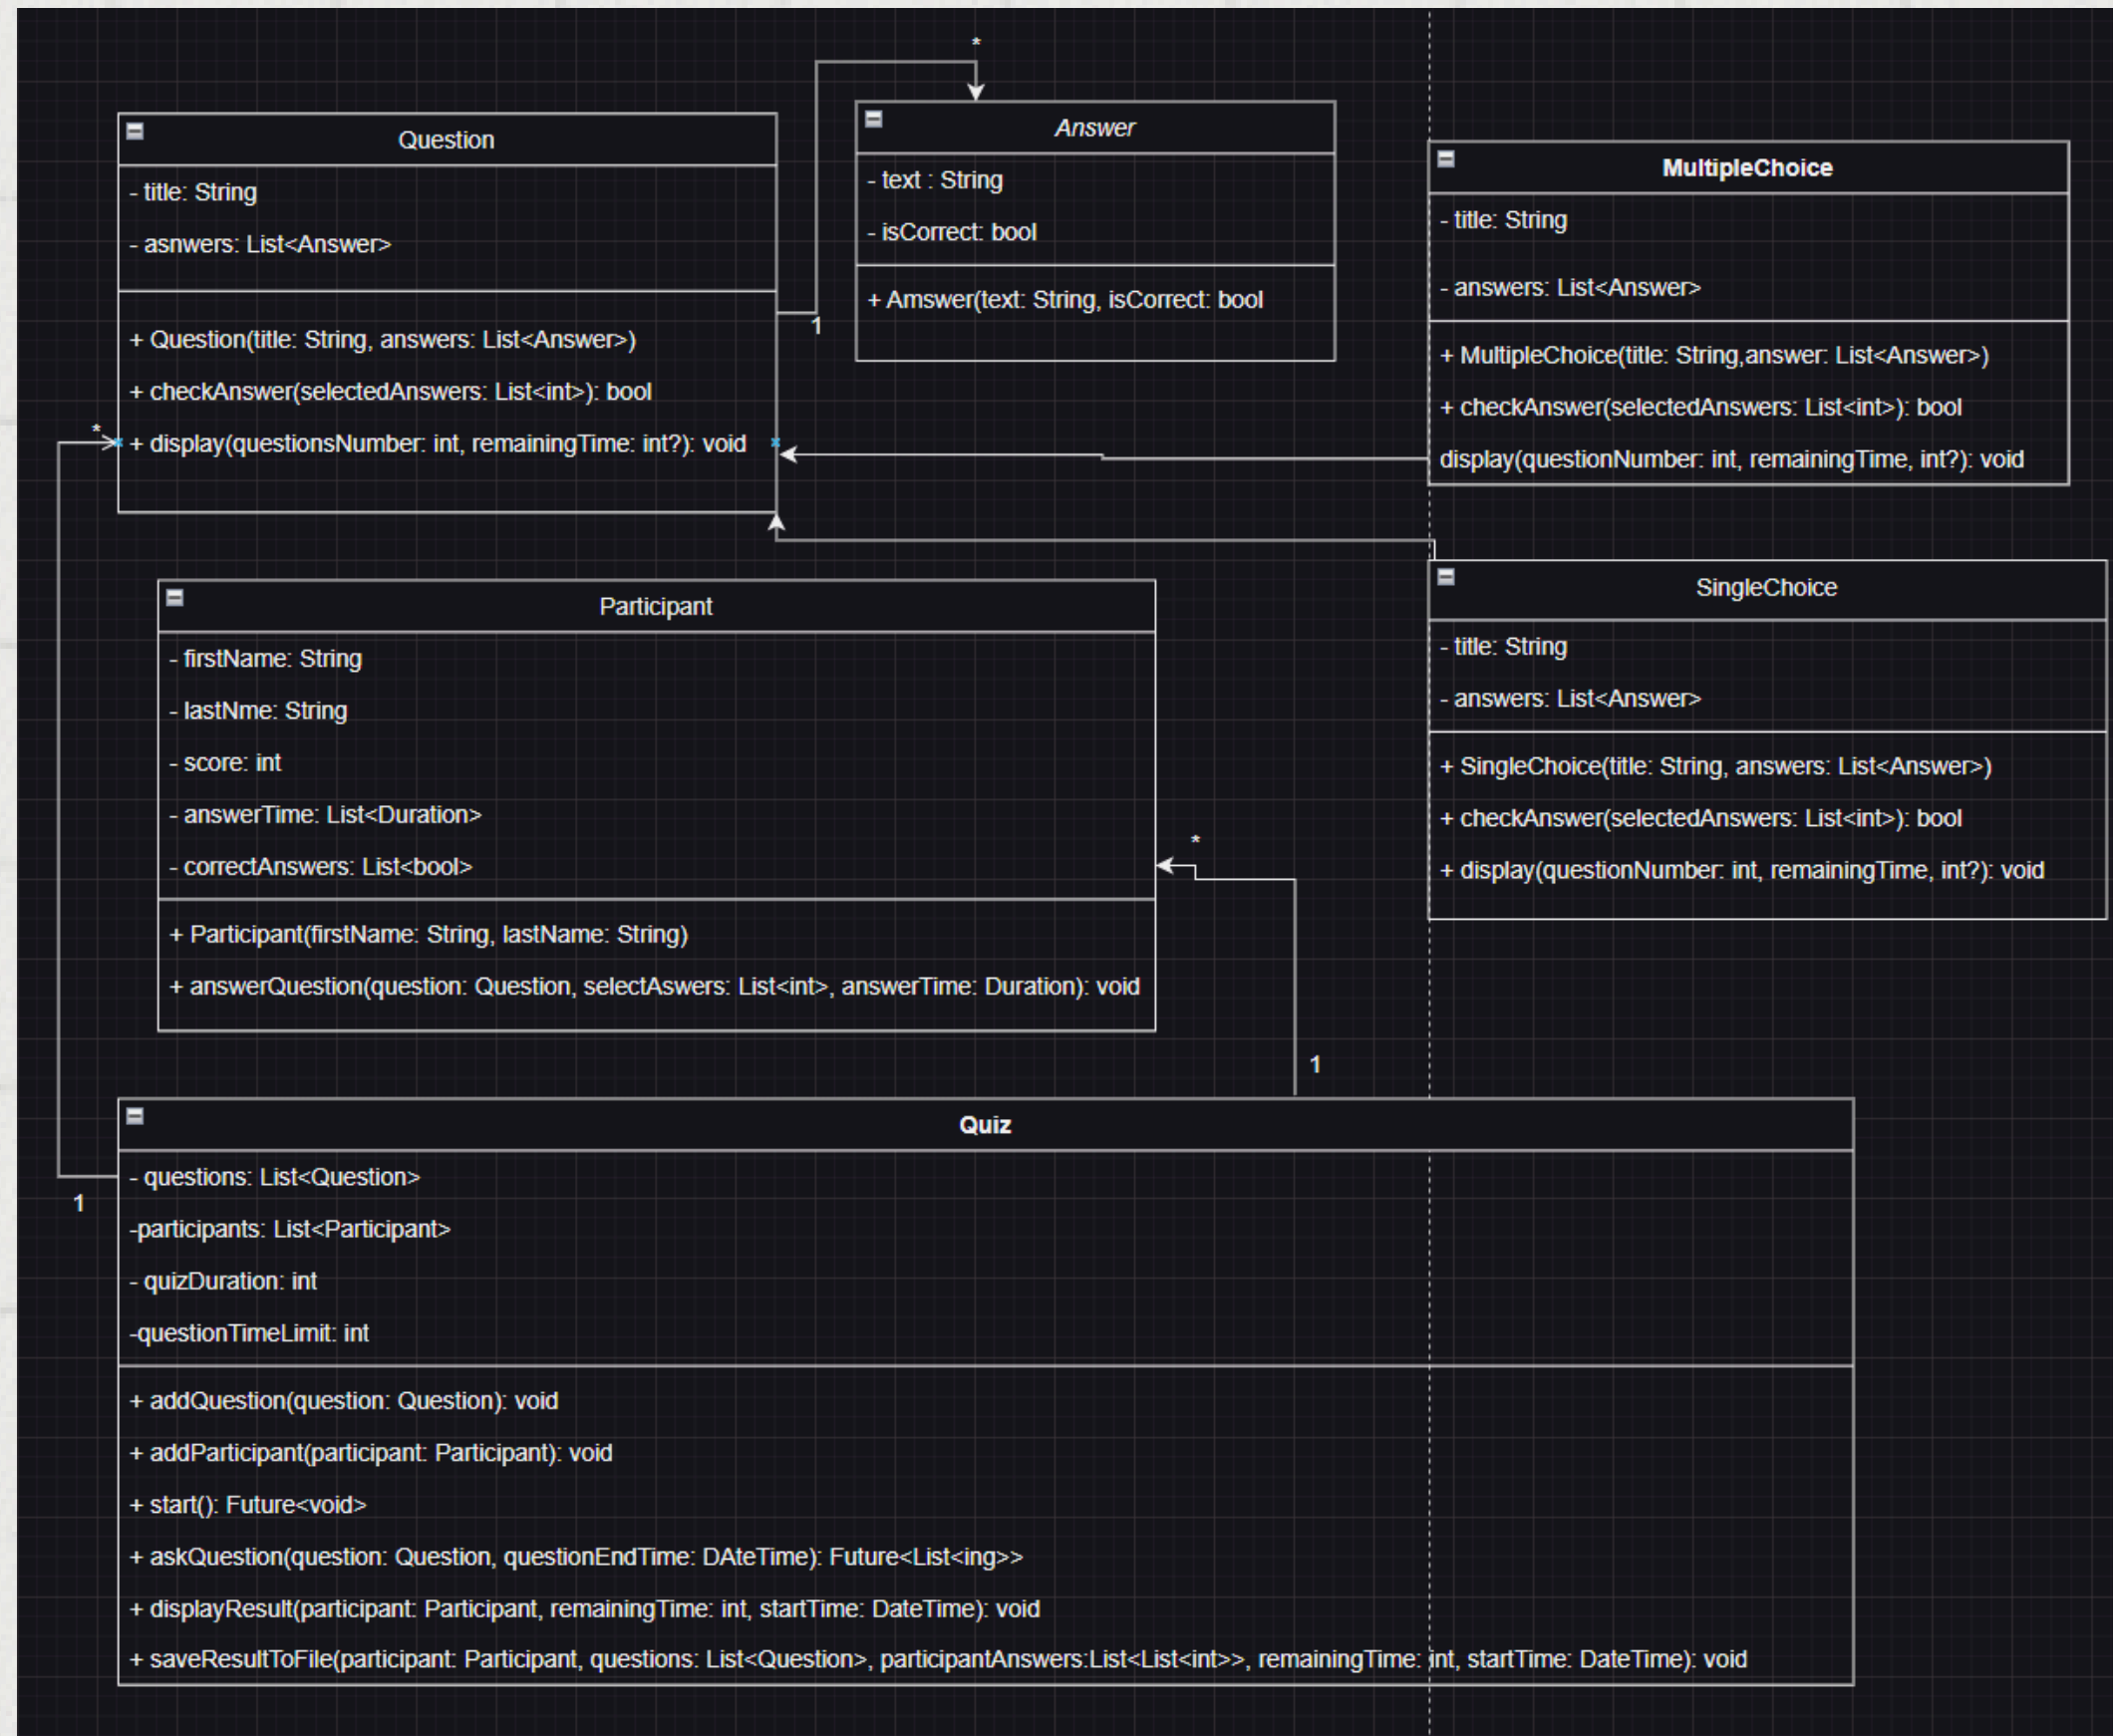 *
Question
- title: String
- asnwers: List<Answer>
+ Question(title: String, answers: List<Answer>)
+ checkAnswer(selectedAnswers: List<int>): bool
+ display(questionsNumber: int, remainingTime: int?): void
*
1
Answer
- text : String
- isCorrect: bool
+ Amswer(text: String, isCorrect: bool
MultipleChoice
- title: String
- answers: List<Answer>
+ MultipleChoice(title: String,answer: List<Answer>)
+ checkAnswer(selectedAnswers: List<int>): bool
display(questionNumber: int, remainingTime, int?): void
Participant
- firstName: String
- lastNme: String
- score: int
- answerTime: List<Duration>
- correctAnswers: List<bool>
+ Participant(firstName: String, lastName: String)
+ answerQuestion(question: Question, selectAswers: List<int>, answerTime: Duration): void
*
1
SingleChoice
- title: String
- answers: List<Answer>
+ SingleChoice(title: String, answers: List<Answer>)
+ checkAnswer(selectedAnswers: List<int>): bool
+ display(questionNumber: int, remainingTime, int?): void
Quiz
- questions: List<Question>
1
-participants: List<Participant>
- quizDuration: int
-questionTimeLimit: int
+ addQuestion(question: Question): void
+ addParticipant(participant: Participant): void
+ start(): Future<void>
+ askQuestion(question: Question, questionEndTime: DAteTime): Future<List<ing>>
+ displayResult(participant: Participant, remainingTime: int, startTime: DateTime): void
+ saveResultToFile(participant: Participant, questions: List<Question>, participantAnswers:List<List<int>>, remainingTime: int, startTime: DateTime): void